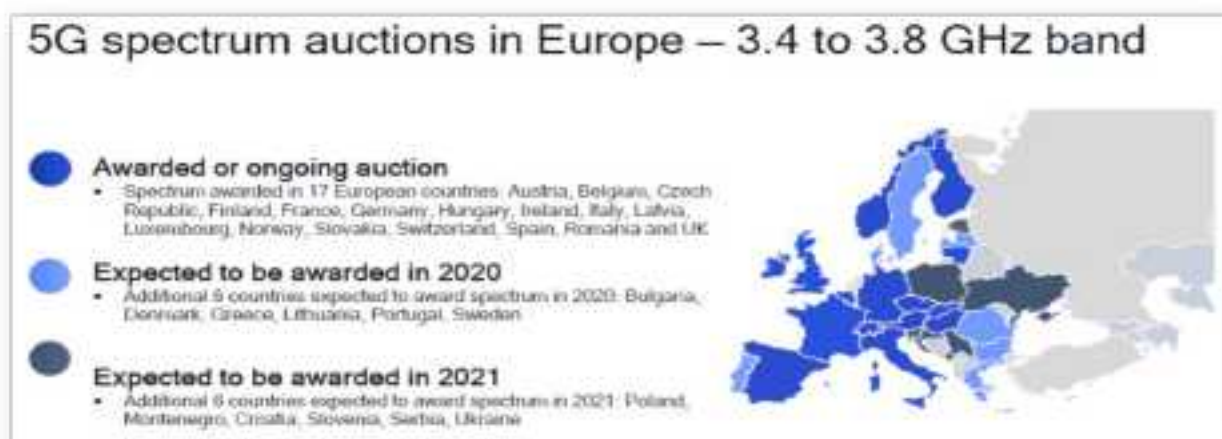 5G spectrum auctions in Europe – 3.4 to 3.8 GHz band
Awarded or ongoing auction
• Spectrum awarded in 17 European countries: Austria, Belgium, Czech
Republic, Finland, France, Germany, Hungary, Ireland, Italy, Latvia,
Luxembourg, Norway, Slovakia, Switzerland, Spain, Romania and UK
Expected to be awarded in 2020
• Additional 6 countries expected to award spectrum in 2020: Bulgaria,
Denmark, Greece, Lithuania, Portugal, Sweden
Expected to be awarded in 2021
• Additional 6 countries expected to award spectrum in 2021: Poland,
Montenegro, Croatia, Slovenia, Serbia, Ukraine